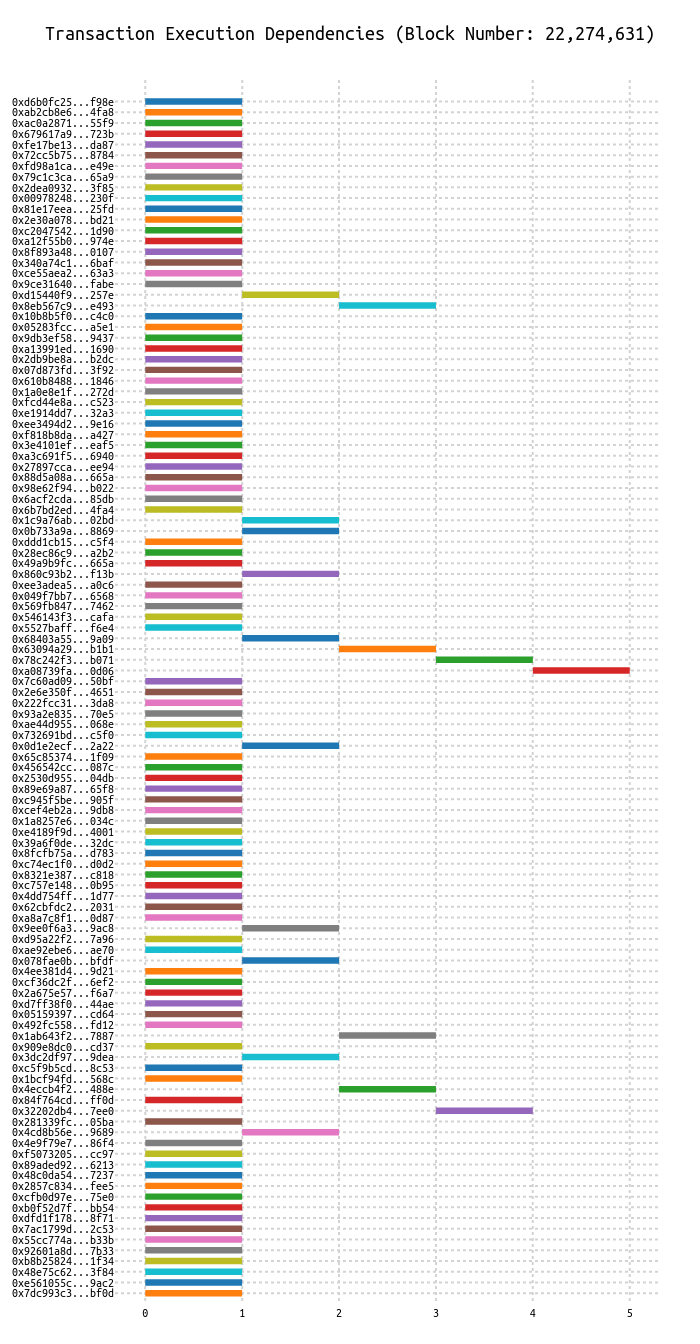 Transaction Execution Dependencies (Block Number: 22,274,631)
0xd6b0fc25...f98e
0xab2cb8e6...4fa8
0xac0a2871...55f9
0x679617a9...723b
0xfe17be13...da87
0x72cc5b75...8784
0xfd98a1ca...e49e
0x79c1c3ca...65a9
0x2dea0932...3f85
0x00978248...230f
0x81e17eea...25fd
0x2e30a078...bd21
0xc2047542...1d90
0xa12f55b0...974e
0x8f893a48...0107
0x340a74c1...6baf
0xce55aea2...63a3
0x9ce31640...fabe
0xd15440f9...257e
0x8eb567c9...e493
0x10b8b5f0...c4c0
0x05283fcc...a5e1
0x9db3ef58...9437
0xa13991ed...1690
0x2db9be8a...b2dc
0x07d873fd...3f92
0x610b8488...1846
0x1a0e8e1f...272d
0xfcd44e8a...c523
0xe1914dd7...32a3
0xee3494d2...9e16
0xf818b8da...a427
0x3e4101ef...eaf5
0xa3c691f5...6940
0x27897cca...ee94
0x88d5a08a...665a
0x98e62f94...b022
0x6acf2cda...85db
0x6b7bd2ed...4fa4
0x1c9a76ab...02bd
0x0b733a9a...8869
0xddd1cb15...c5f4
0x28ec86c9...a2b2
0x49a9b9fc...665a
0x860c93b2...f13b
0xee3adea5...a0c6
0x049f7bb7...6568
0x569fb847...7462
0x546143f3...cafa
0x5527baff...f6e4
0x68403a55...9a09
0x63094a29...b1b1
0x78c242f3...b071
0xa08739fa...0d06
0x7c60ad09...50bf
0x2e6e350f...4651
0x222fcc31...3da8
0x93a2e835...70e5
0xae44d955...068e
0x732691bd...c5f0
0x0d1e2ecf...2a22
0x65c85374...1f09
0x456542cc...087c
0x2530d955...04db
0x89e69a87...65f8
0xc945f5be...905f
0xcef4eb2a...9db8
0x1a8257e6...034c
0xe4189f9d...4001
0x39a6f0de...32dc
0x8fcfb75a...d783
0xc74ec1f0...d0d2
0x8321e387...c818
0xc757e148...0b95
0x4dd754ff...1d77
0x62cbfdc2...2031
0xa8a7c8f1...0d87
0x9ee0f6a3...9ac8
0xd95a22f2...7a96
0xae92ebe6...ae70
0x078fae0b...bfdf
0x4ee381d4...9d21
0xcf36dc2f...6ef2
0x2a675e57...f6a7
0xd7ff38f0...44ae
0x05159397...cd64
0x492fc558...fd12
0x1ab643f2...7887
0x909e8dc0...cd37
0x3dc2df97...9dea
0xc5f9b5cd...8c53
0x1bcf94fd...568c
0x4eccb4f2...488e
0x84f764cd...ff0d
0x32202db4...7ee0
0x281339fc...05ba
0x4cd8b56e...9689
0x4e9f79e7...86f4
0xf5073205...cc97
0x89aded92...6213
0x48c0da54...7237
0x2857c834...fee5
0xcfb0d97e...75e0
0xb0f52d7f...bb54
0xdfd1f178...8f71
0x7ac1799d...2c53
0x55cc774a...b33b
0x92601a8d...7b33
0xb8b25824...1f34
0x48e75c62...3f84
0xe561055c...9ac2
0x7dc993c3...bf0d
0 1 2 3 4 5